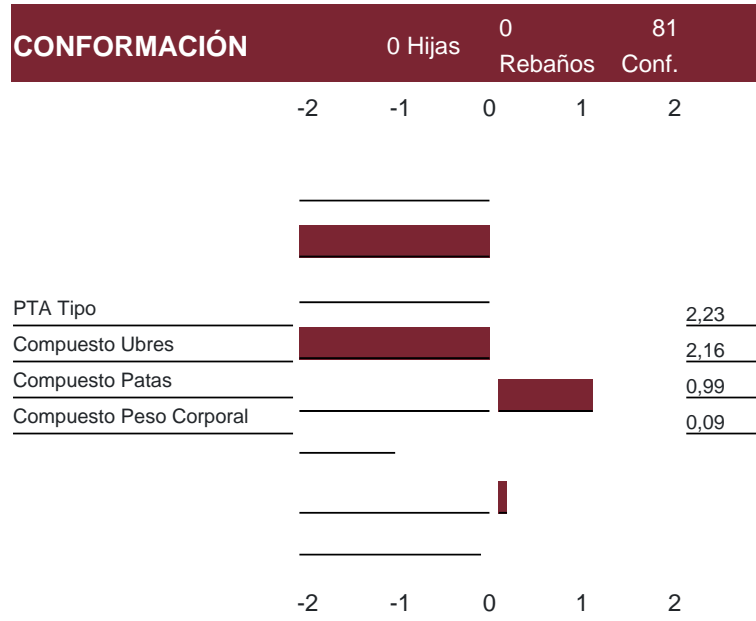 CONFORMACIÓN 0 Hijas 0 Rebaños 81 Conf.
-2 -1 0 1 2
PTA Tipo 2,23
Compuesto Ubres 2,16
Compuesto Patas 0,99
Compuesto Peso Corporal 0,09
-2 -1 0 1 2